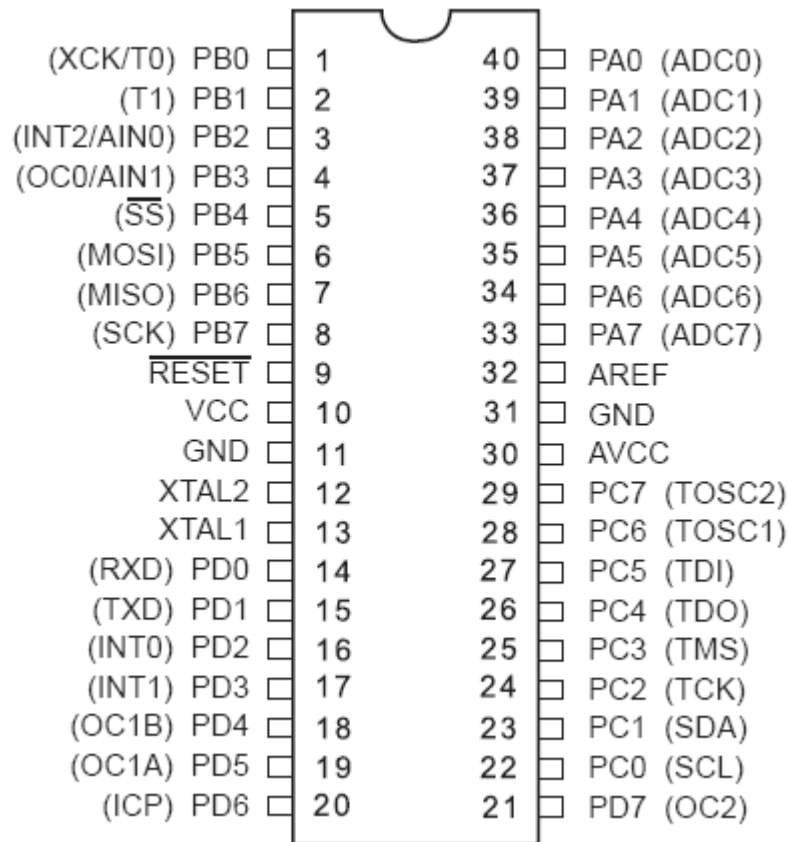 (XCK/T0) PB0 1 40 PA0 (ADC0)
(T1) PB1 2 39 PA1 (ADC1)
(INT2/AIN0) PB2 3 38 PA2 (ADC2)
(OC0/AIN1) PB3 4 37 PA3 (ADC3)
(S̅S̅) PB4 5 36 PA4 (ADC4)
(MOSI) PB5 6 35 PA5 (ADC5)
(MISO) PB6 7 34 PA6 (ADC6)
(SCK) PB7 8 33 PA7 (ADC7)
R̅E̅S̅E̅T̅ 9 32 AREF
VCC 10 31 GND
GND 11 30 AVCC
XTAL2 12 29 PC7 (TOSC2)
XTAL1 13 28 PC6 (TOSC1)
(RXD) PD0 14 27 PC5 (TDI)
(TXD) PD1 15 26 PC4 (TDO)
(INT0) PD2 16 25 PC3 (TMS)
(INT1) PD3 17 24 PC2 (TCK)
(OC1B) PD4 18 23 PC1 (SDA)
(OC1A) PD5 19 22 PC0 (SCL)
(ICP) PD6 20 21 PD7 (OC2)